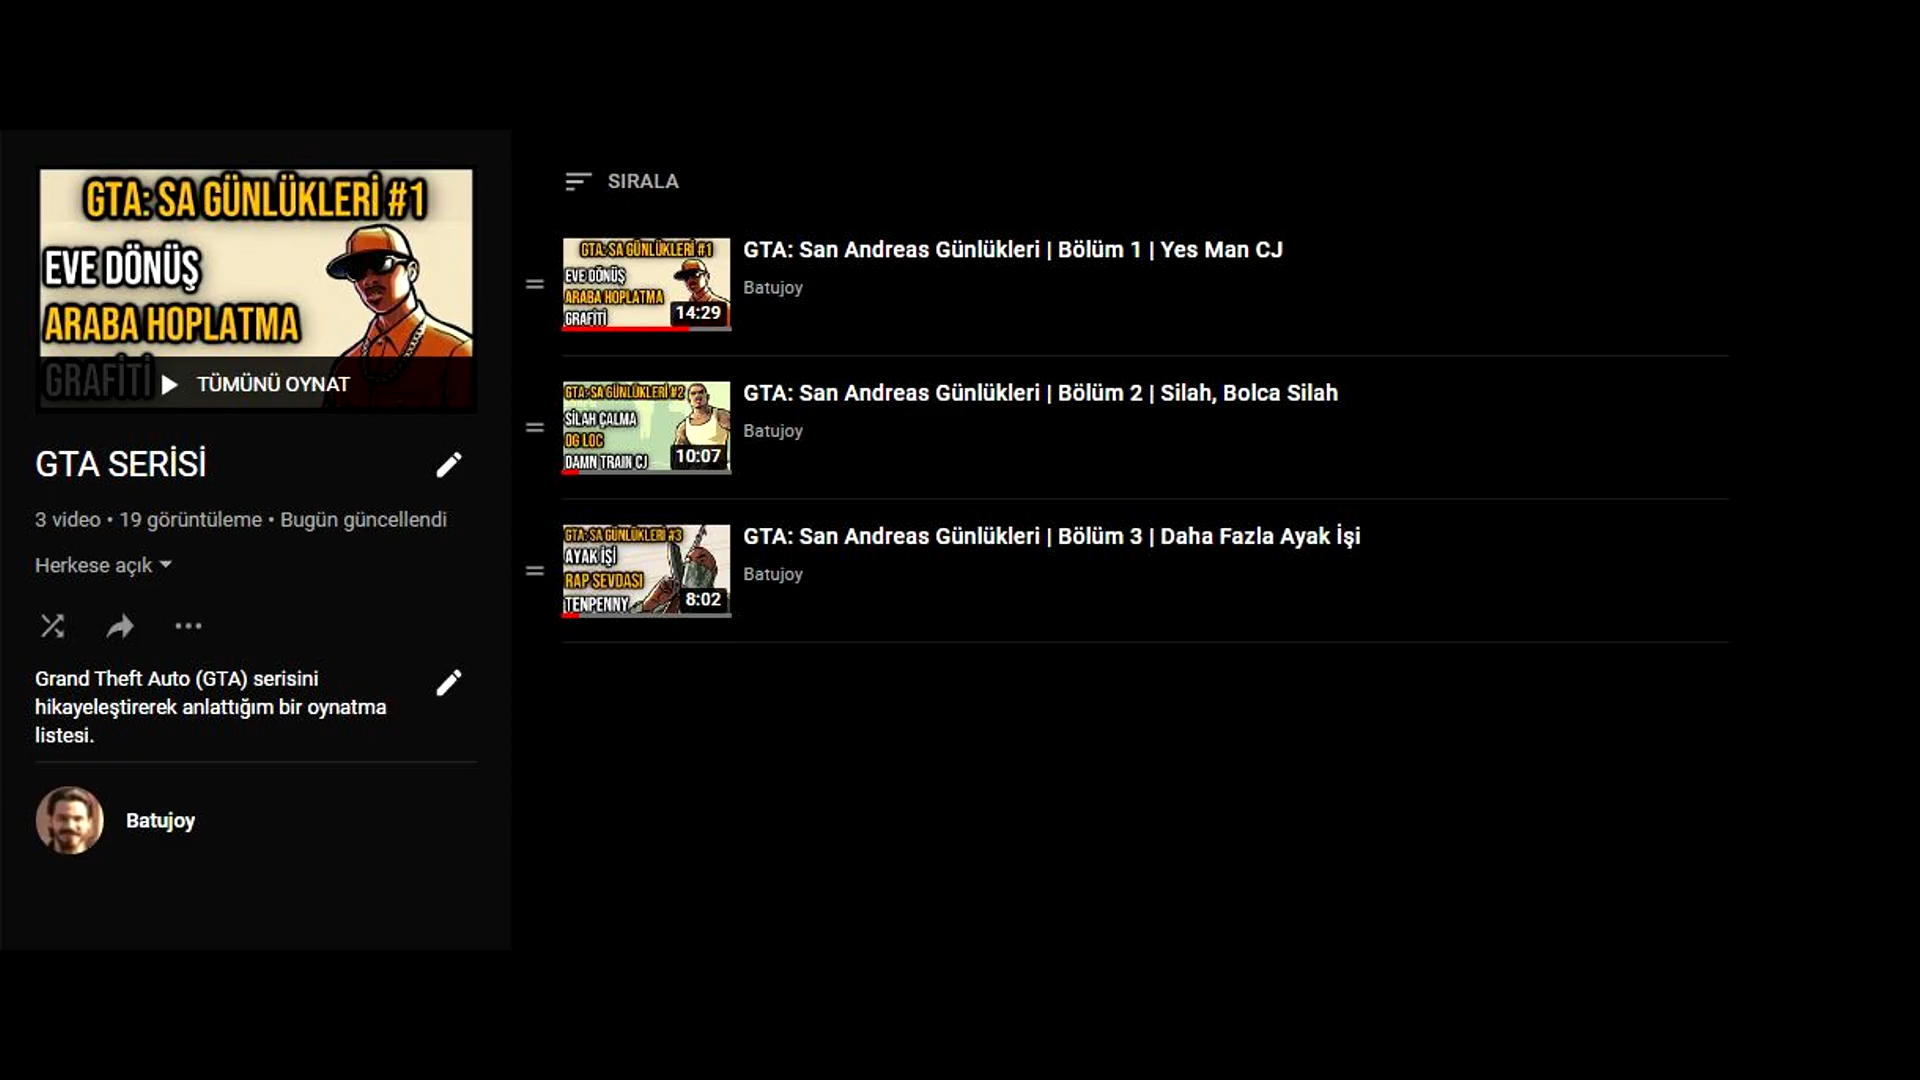 GTA: SA GÜNLÜKLERİ #1
EVE DÖNÜŞ
ARABA HOPLATMA
GRAFİTİ
TÜMÜNÜ OYNAT
GTA SERİSİ
3 video • 19 görüntüleme • Bugün güncellendi
Herkese açık
Grand Theft Auto (GTA) serisini
hikayeleştirerek anlattığım bir oynatma
listesi.
Batujoy
SIRALA
GTA: SA GÜNLÜKLERİ #1
EVE DÖNÜŞ
ARABA HOPLATMA
GRAFİTİ
14:29
GTA: San Andreas Günlükleri | Bölüm 1 | Yes Man CJ
Batujoy
GTA: SA GÜNLÜKLERİ #2
SİLAH ÇALMA
OG LOC
DAMN TRAIN CJ
10:07
GTA: San Andreas Günlükleri | Bölüm 2 | Silah, Bolca Silah
Batujoy
GTA: SA GÜNLÜKLERİ #3
AYAK İŞİ
RAP SEVDASI
TENPENNY
8:02
GTA: San Andreas Günlükleri | Bölüm 3 | Daha Fazla Ayak İşi
Batujoy